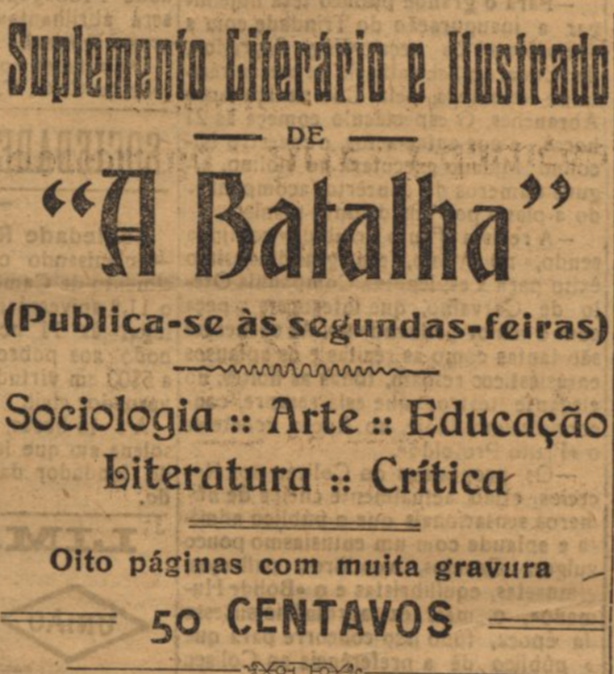 Suplemento Literário e Ilustrado
DE
“A Batalha”
(Publica-se às segundas-feiras)
Sociologia :: Arte :: Educação
Literatura :: Crítica
Oito páginas com muita gravura
50 CENTAVOS